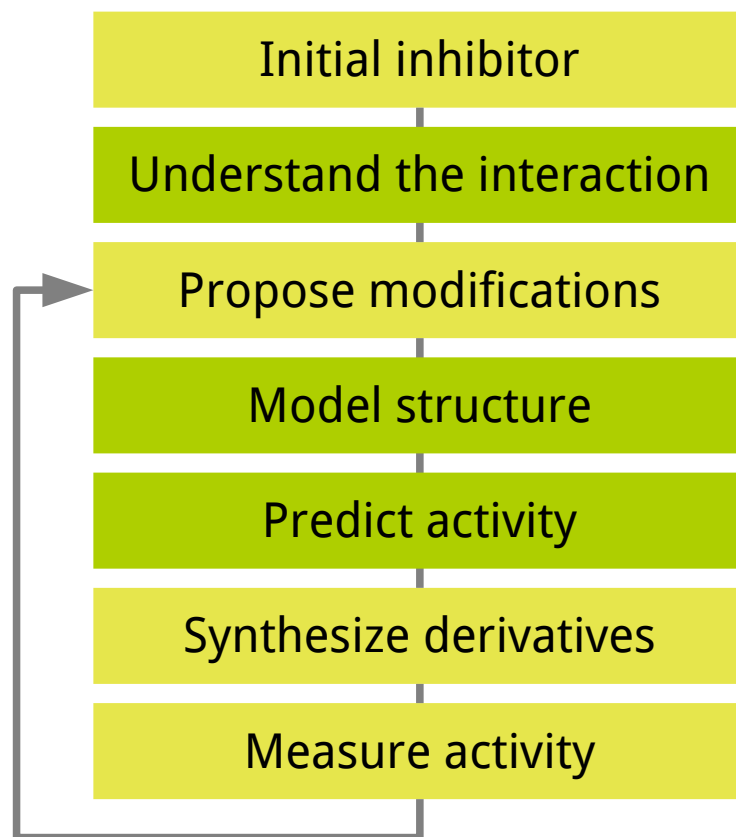 Initial inhibitor
Understand the interaction
Propose modifications
Model structure
Predict activity
Synthesize derivatives
Measure activity